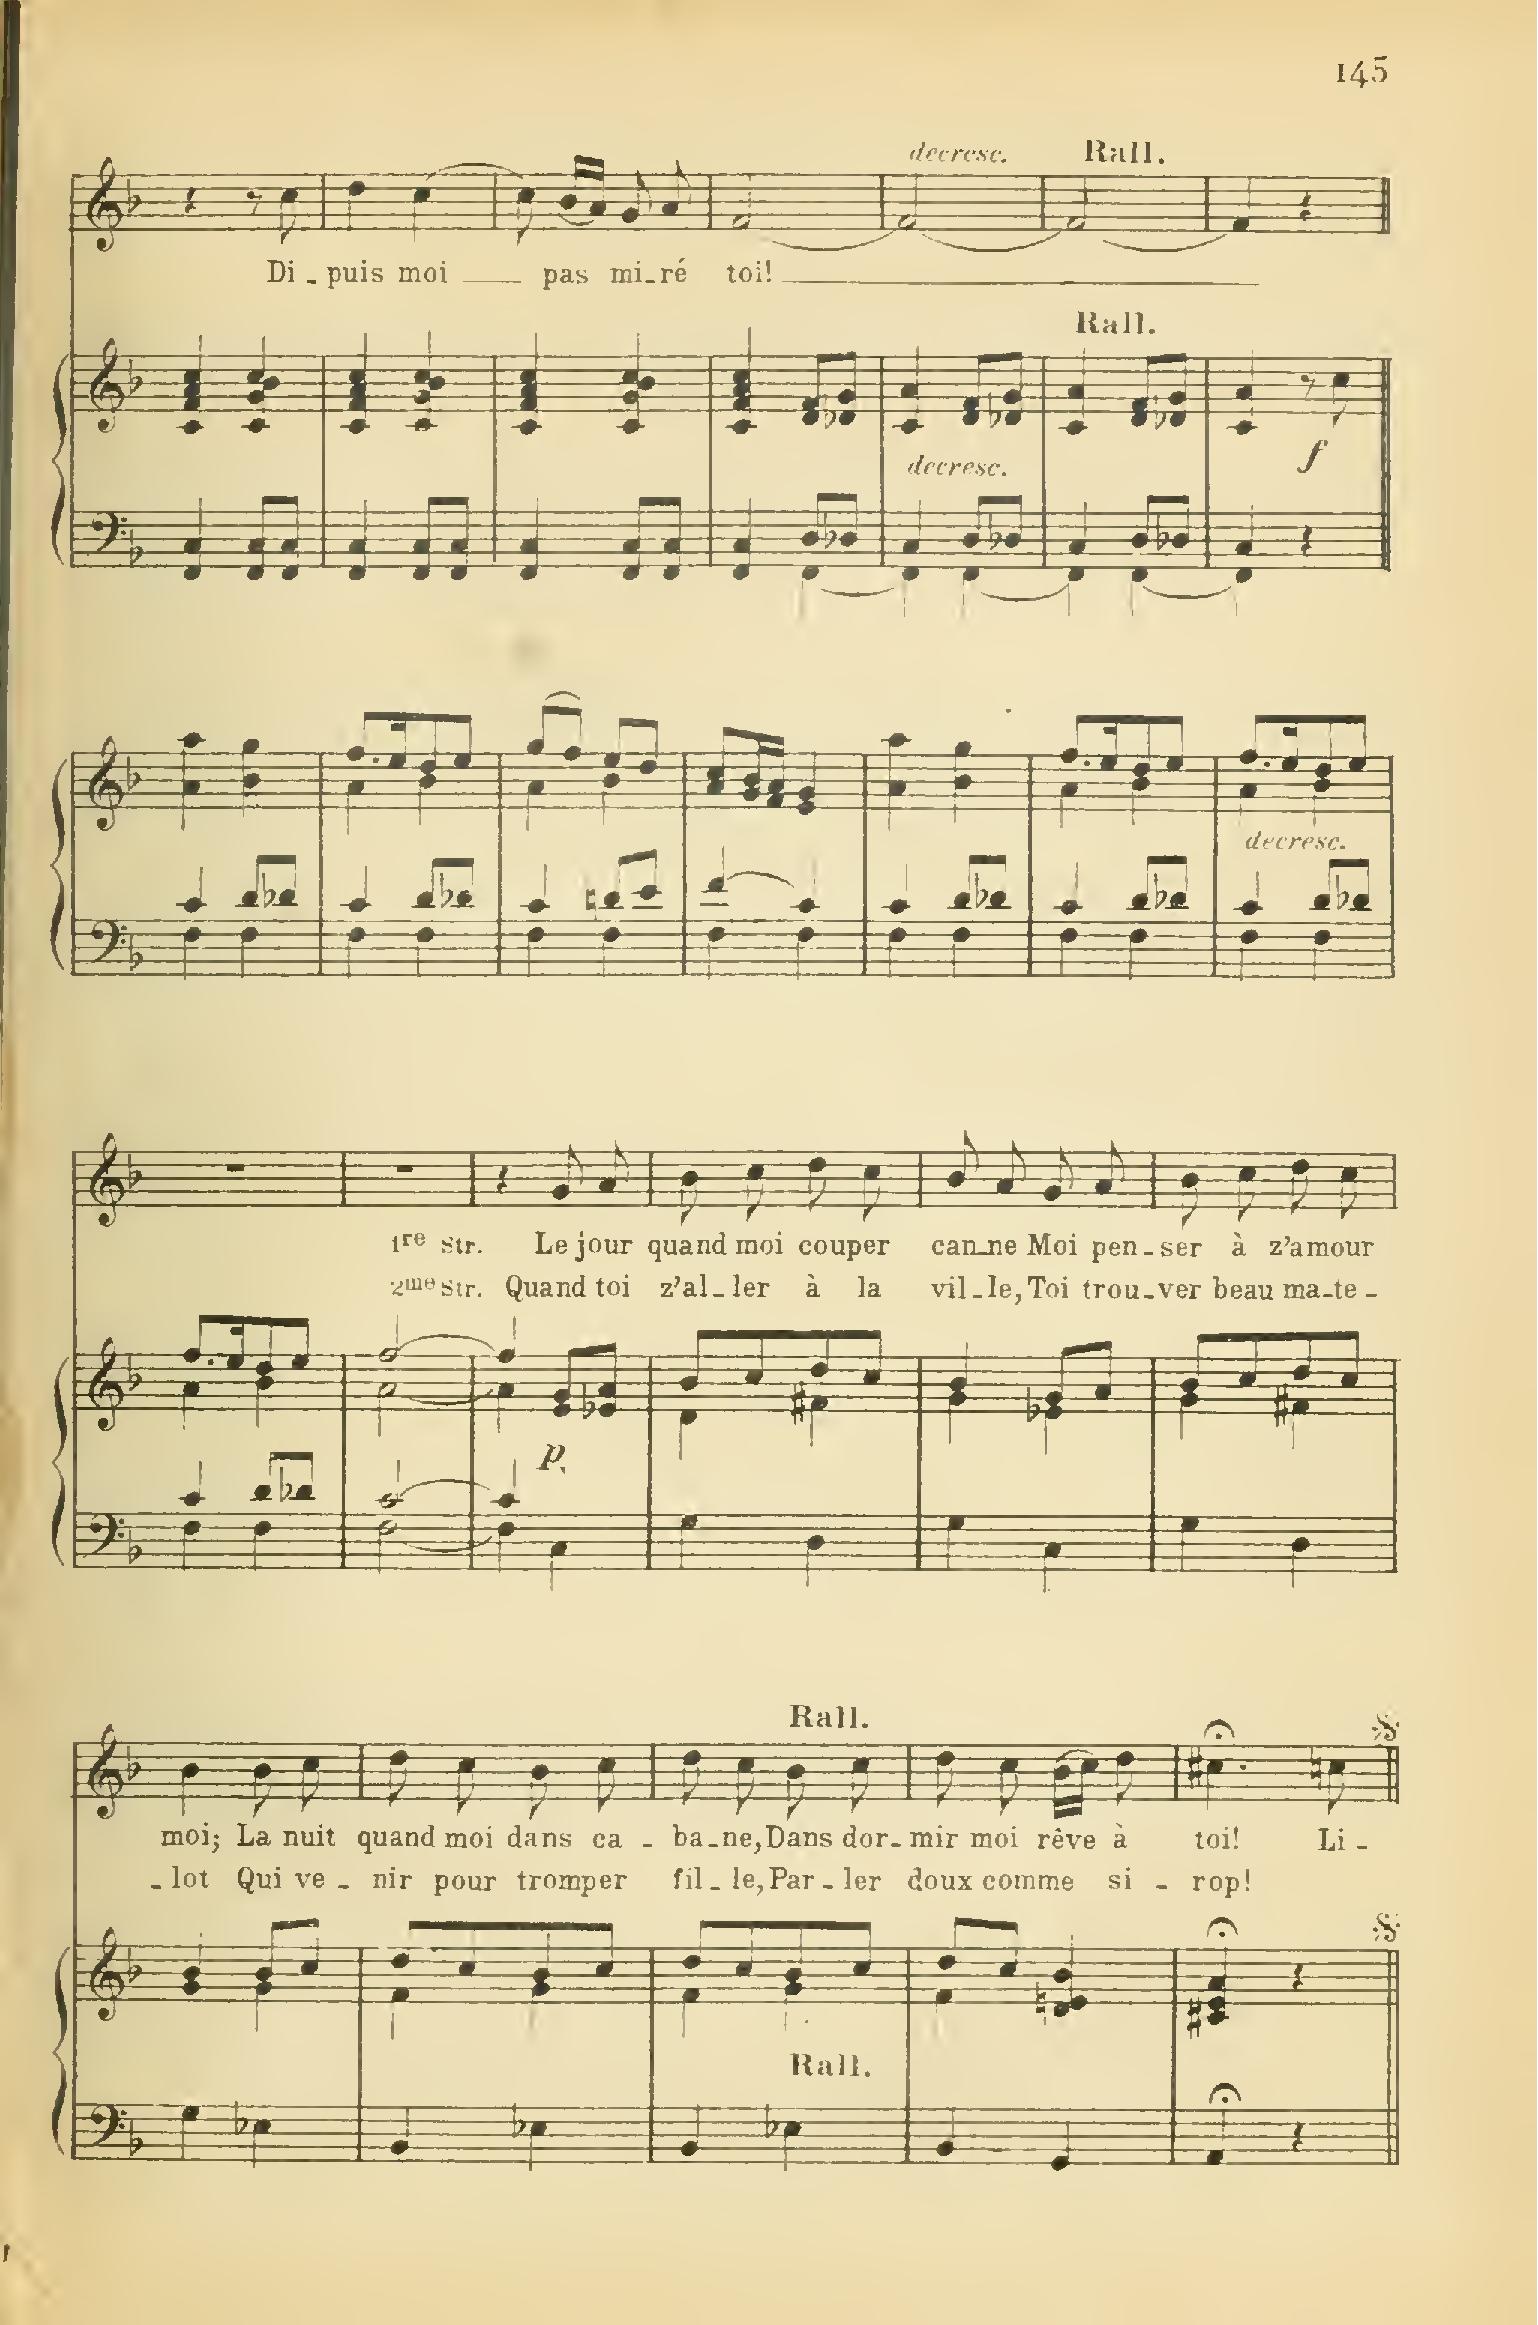 145
decresc. Rall.
Di - puis moi pas mi-ré toi!
Rall.
f
decresc.
decresc.
1re Str. Le jour quand moi couper can-ne Moi pen-ser à z'amour
2me Str. Quand toi z'al-ler à la vil-le, Toi trou-ver beau ma-te-
p.
Rall.
moi; La nuit quand moi dans ca - ba-ne, Dans dor-mir moi rêve à toi! Li -
- lot Qui ve - nir pour tromper fil-le, Par-ler doux comme si - rop!
Rall.